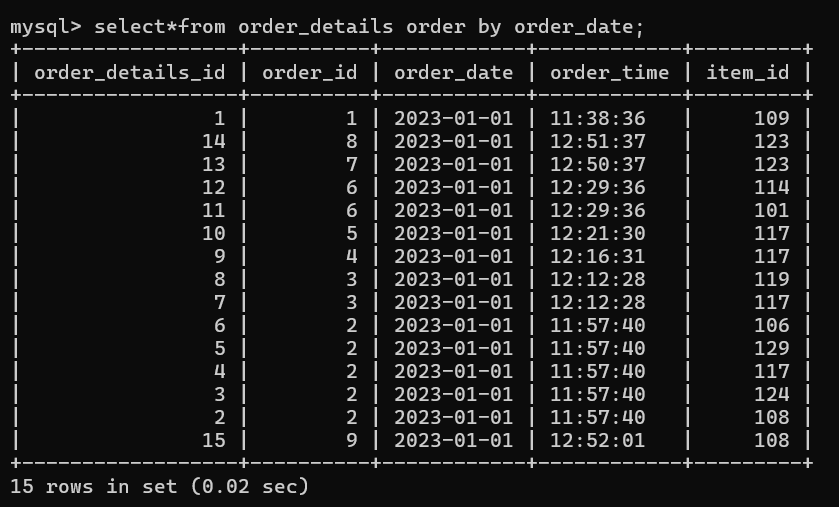 mysql> select*from order_details order by order_date;
+------------------+----------+------------+------------+---------+
| order_details_id | order_id | order_date | order_time | item_id |
+------------------+----------+------------+------------+---------+
|                1 |        1 | 2023-01-01 | 11:38:36   |     109 |
|               14 |        8 | 2023-01-01 | 12:51:37   |     123 |
|               13 |        7 | 2023-01-01 | 12:50:37   |     123 |
|               12 |        6 | 2023-01-01 | 12:29:36   |     114 |
|               11 |        6 | 2023-01-01 | 12:29:36   |     101 |
|               10 |        5 | 2023-01-01 | 12:21:30   |     117 |
|                9 |        4 | 2023-01-01 | 12:16:31   |     117 |
|                8 |        3 | 2023-01-01 | 12:12:28   |     119 |
|                7 |        3 | 2023-01-01 | 12:12:28   |     117 |
|                6 |        2 | 2023-01-01 | 11:57:40   |     106 |
|                5 |        2 | 2023-01-01 | 11:57:40   |     129 |
|                4 |        2 | 2023-01-01 | 11:57:40   |     117 |
|                3 |        2 | 2023-01-01 | 11:57:40   |     124 |
|                2 |        2 | 2023-01-01 | 11:57:40   |     108 |
|               15 |        9 | 2023-01-01 | 12:52:01   |     108 |
+------------------+----------+------------+------------+---------+
15 rows in set (0.02 sec)